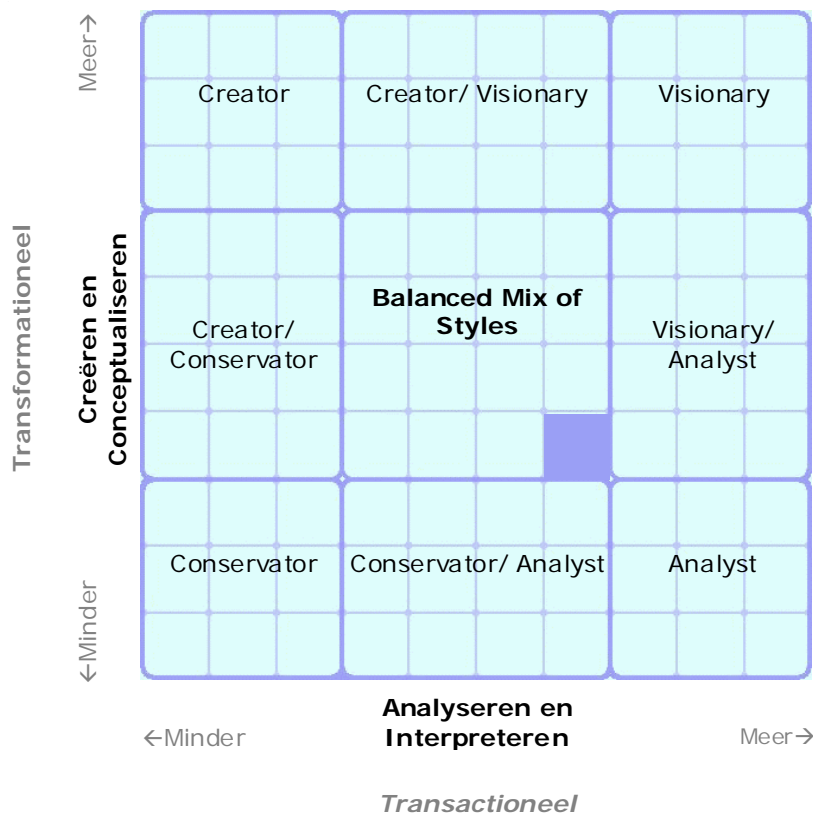 Meer→
Creator
Creator/ Visionary
Visionary
Transformationeel
Creëren en
Conceptualiseren
Creator/
Conservator
Balanced Mix of
Styles
Visionary/
Analyst
Conservator
Conservator/ Analyst
Analyst
←Minder
←Minder
Analyseren en
Interpreteren
Meer→
Transactioneel